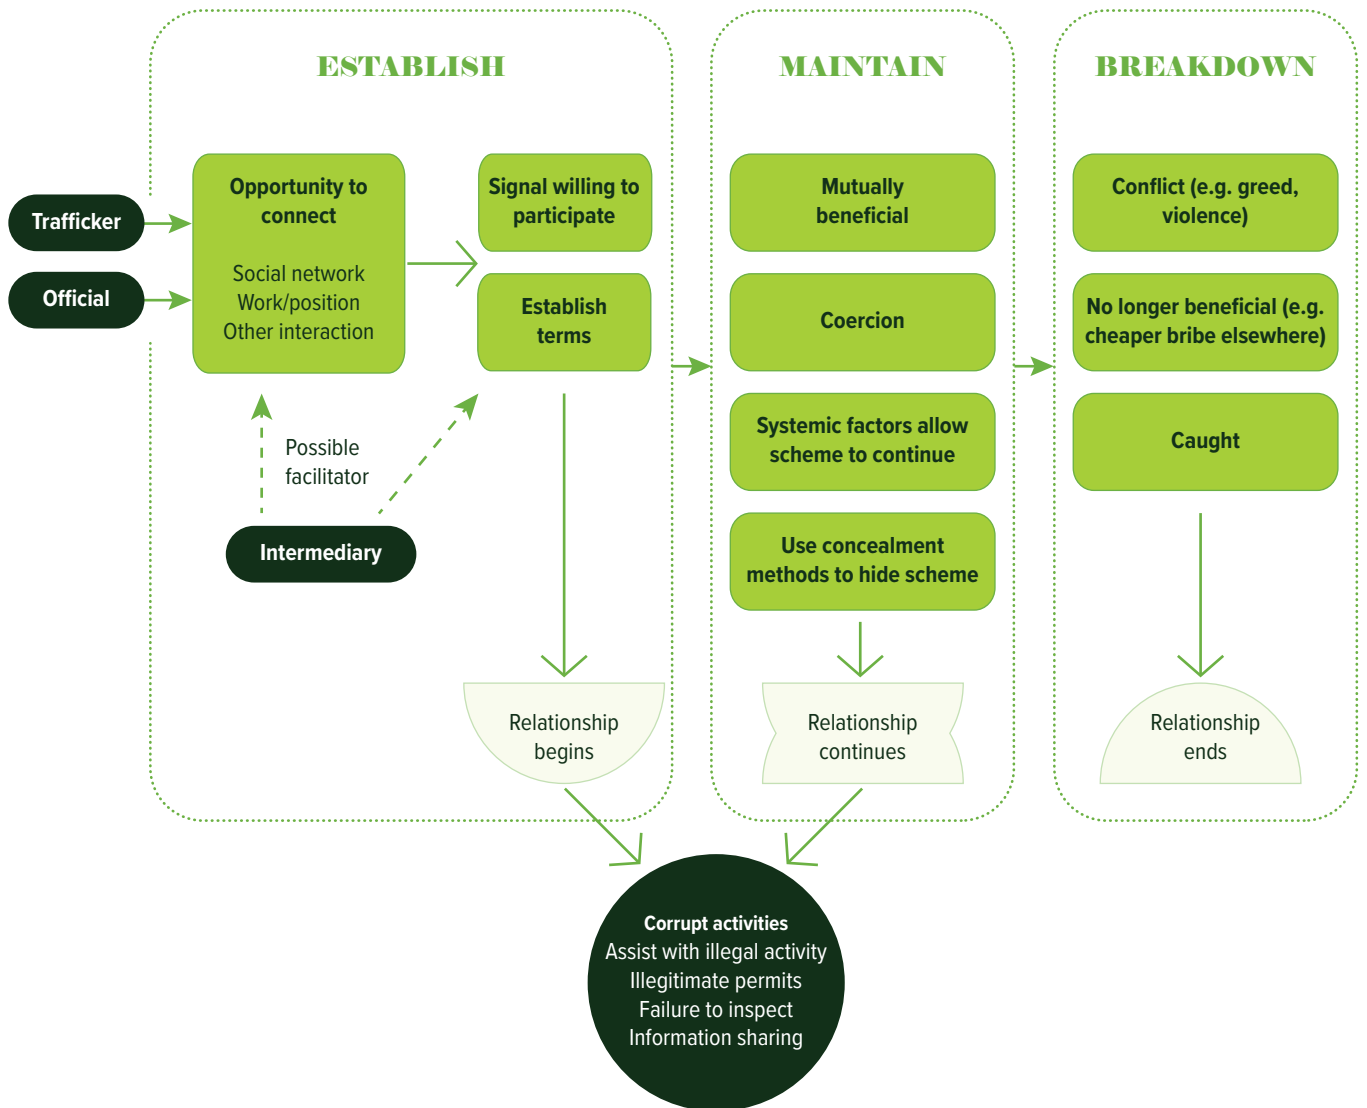 ESTABLISH
Trafficker
Official
Opportunity to
connect
Social network
Work/position
Other interaction
Signal willing to
participate
Establish
terms
Possible
facilitator
Intermediary
Relationship
begins
MAINTAIN
Mutually
beneficial
Coercion
Systemic factors allow
scheme to continue
Use concealment
methods to hide scheme
Relationship
continues
BREAKDOWN
Conflict (e.g. greed,
violence)
No longer beneficial (e.g.
cheaper bribe elsewhere)
Caught
Relationship
ends
Corrupt activities
Assist with illegal activity
Illegitimate permits
Failure to inspect
Information sharing